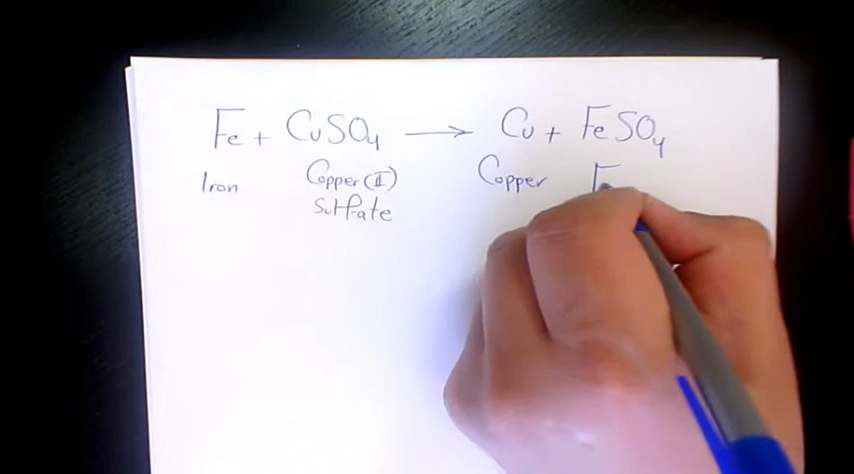 Fe + CuSO₄ → Cu + FeSO₄
Iron Copper (II) Copper F
Sulfate